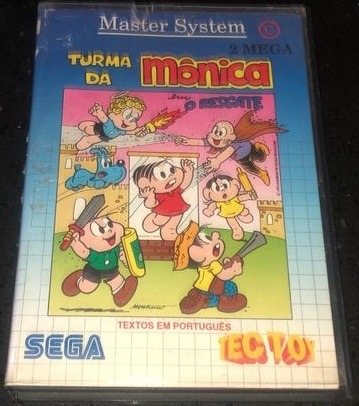 Master System
2 MEGA
TURMA DA
Mônica
em
O RESGATE
TEXTOS EM PORTUGUÊS
SEGA
TEC TOY